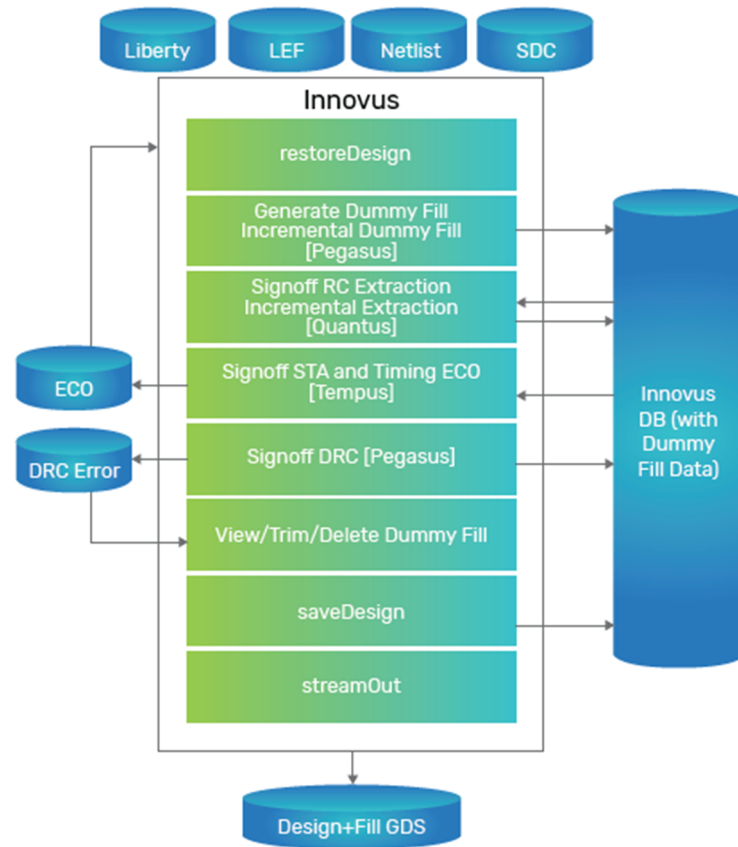 Liberty
LEF
Netlist
SDC
Innovus
restoreDesign
Generate Dummy Fill
Incremental Dummy Fill
[Pegasus]
Signoff RC Extraction
Incremental Extraction
[Quantus]
Signoff STA and Timing ECO
[Tempus]
ECO
Signoff DRC [Pegasus]
DRC Error
View/Trim/Delete Dummy Fill
saveDesign
streamOut
Innovus
DB (with
Dummy
Fill Data)
Design+Fill GDS